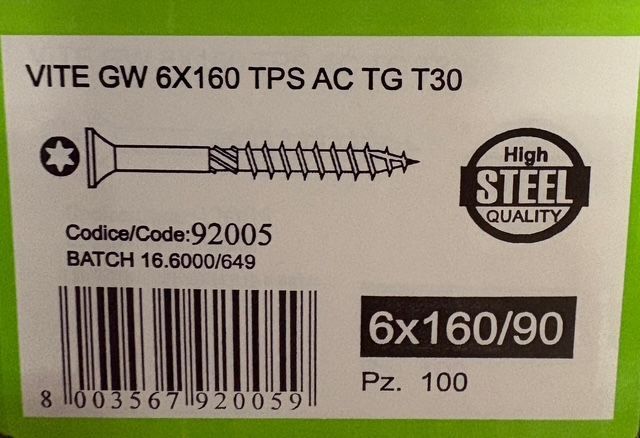 VITE GW 6X160 TPS AC TG T30
High
STEEL
QUALITY
Codice/Code:92005
BATCH 16.6000/649
6x160/90
Pz. 100
8 003567 920059